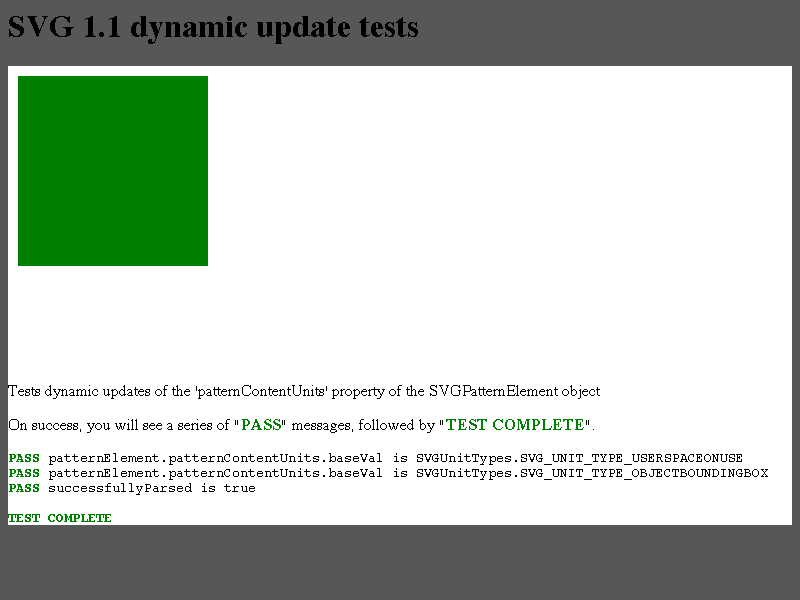 SVG 1.1 dynamic update tests
Tests dynamic updates of the 'patternContentUnits' property of the SVGPatternElement object
On success, you will see a series of "PASS" messages, followed by "TEST COMPLETE".
PASS patternElement.patternContentUnits.baseVal is SVGUnitTypes.SVG_UNIT_TYPE_USERSPACEONUSE
PASS patternElement.patternContentUnits.baseVal is SVGUnitTypes.SVG_UNIT_TYPE_OBJECTBOUNDINGBOX
PASS successfullyParsed is true
TEST COMPLETE